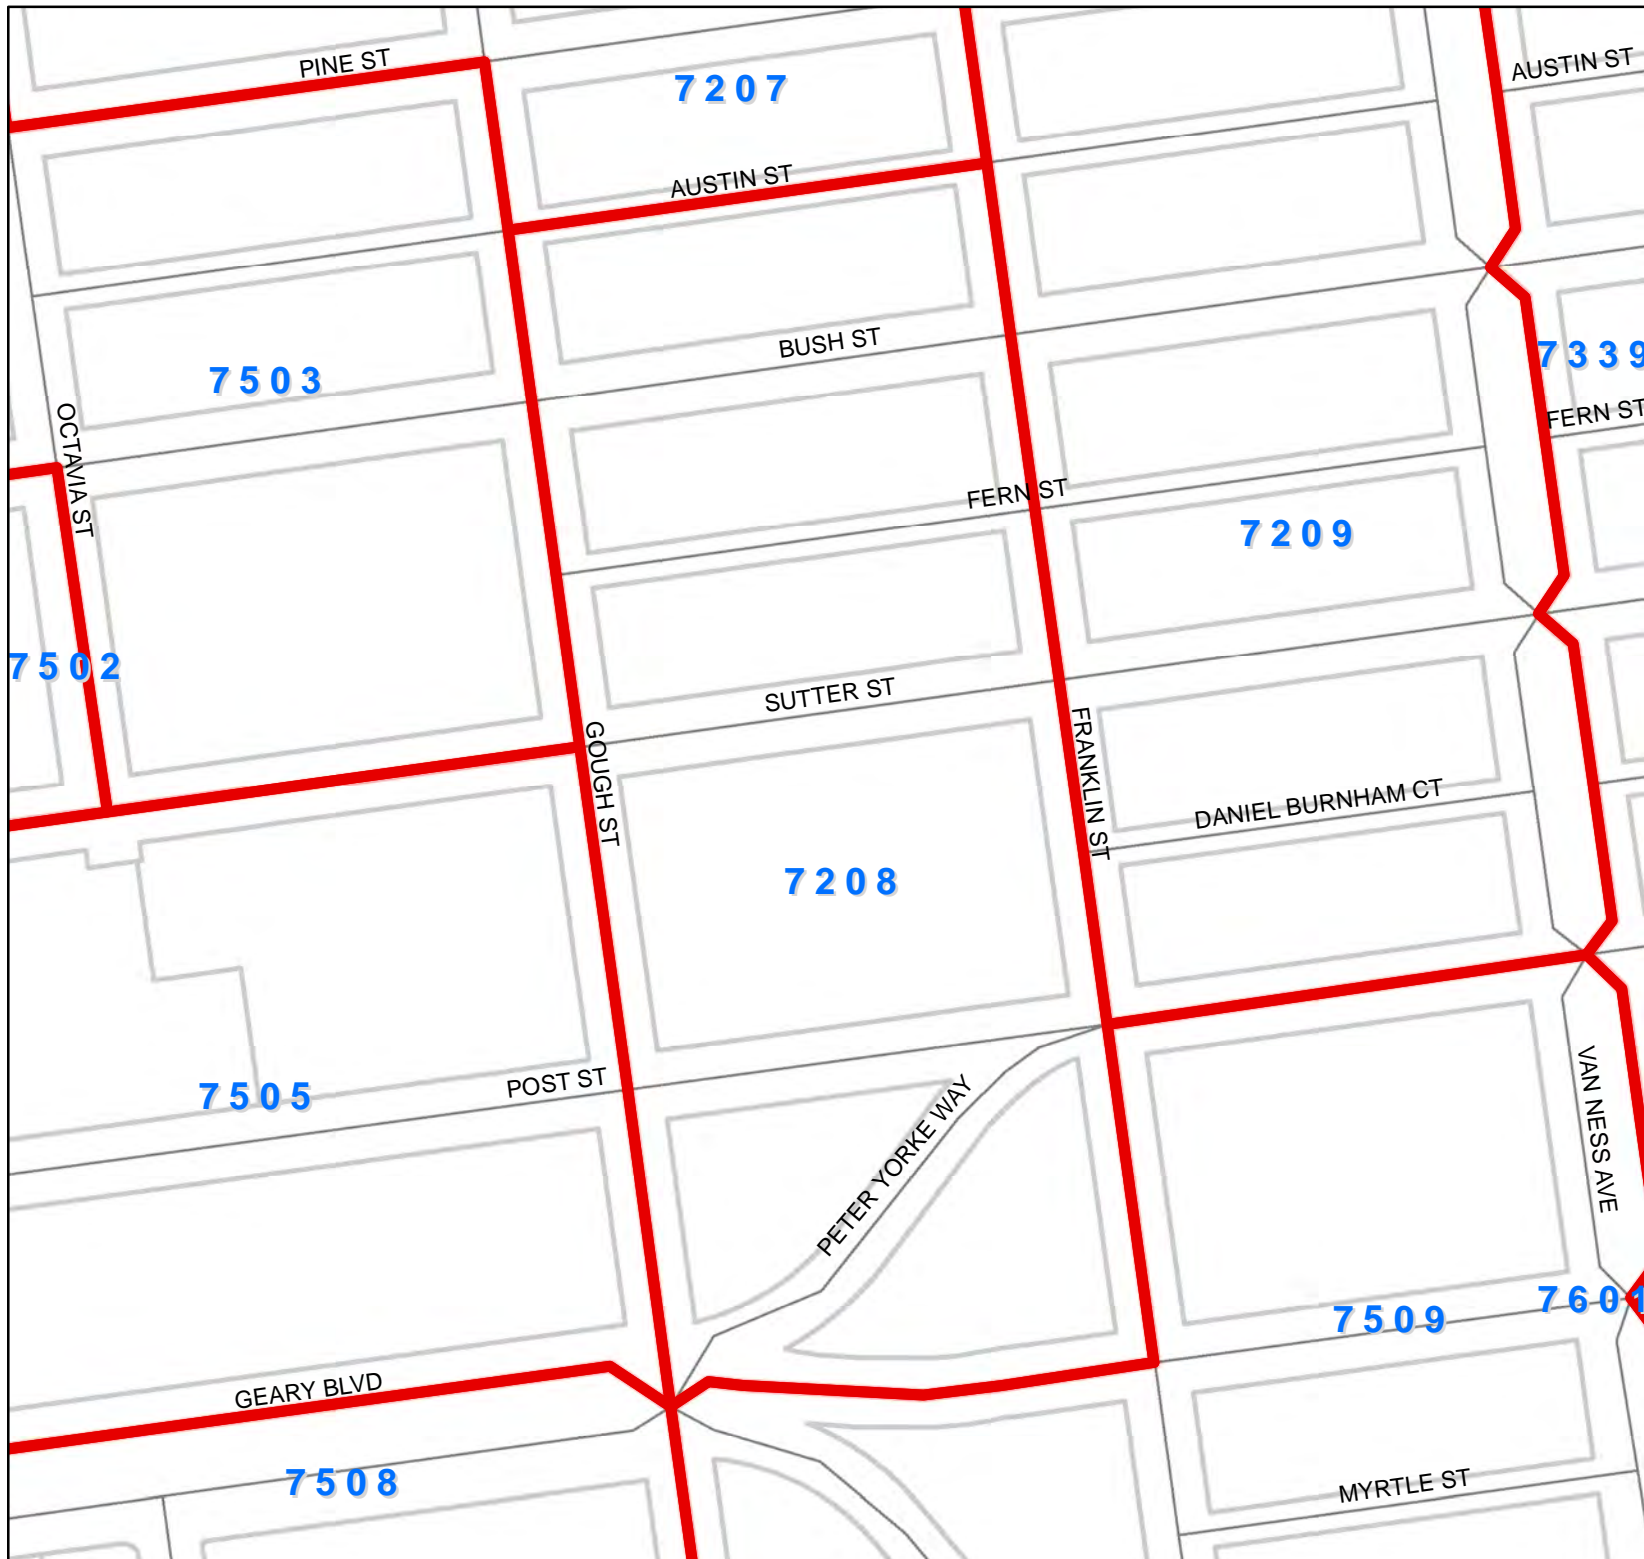 PINE ST
7207
AUSTIN ST
AUSTIN ST
BUSH ST
7339
7503
OCTAVIA ST
FERN ST
FERN ST
7209
7502
SUTTER ST
GOUGH ST
FRANKLIN ST
DANIEL BURNHAM CT
7208
POST ST
7505
PETER YORKE WAY
VAN NESS AVE
7601
7509
GEARY BLVD
7508
MYRTLE ST